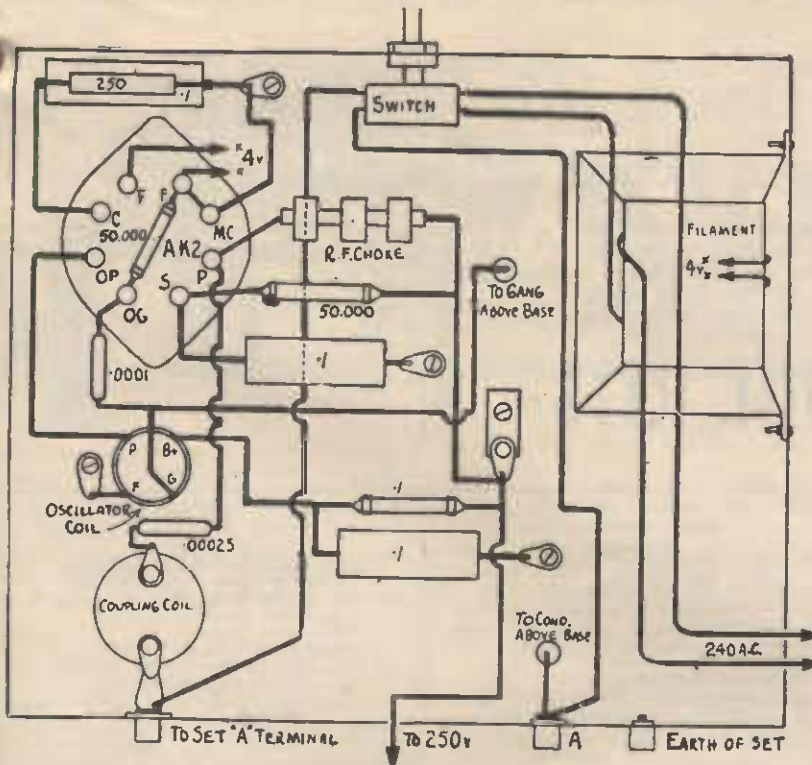 250
.1
SWITCH
F
F
x
4v
x
C
50.000
MC
AK2
OP
P
R.F. CHOKE
S
OG
50.000
TO GANG
ABOVE BASE
FILAMENT
4v x
x
.0001
.1
P
B+
F
G
OSCILLATOR
COIL
.1
.00025
.1
COUPLING COIL
TO COND.
ABOVE BASE
240 A.C.
TO SET "A" TERMINAL
TO 250v
A
EARTH OF SET